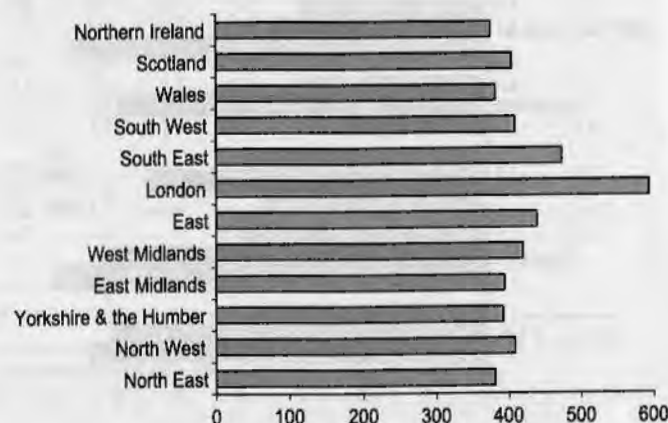 Northern Ireland
Scotland
Wales
South West
South East
London
East
West Midlands
East Midlands
Yorkshire & the Humber
North West
North East
0 100 200 300 400 500 600